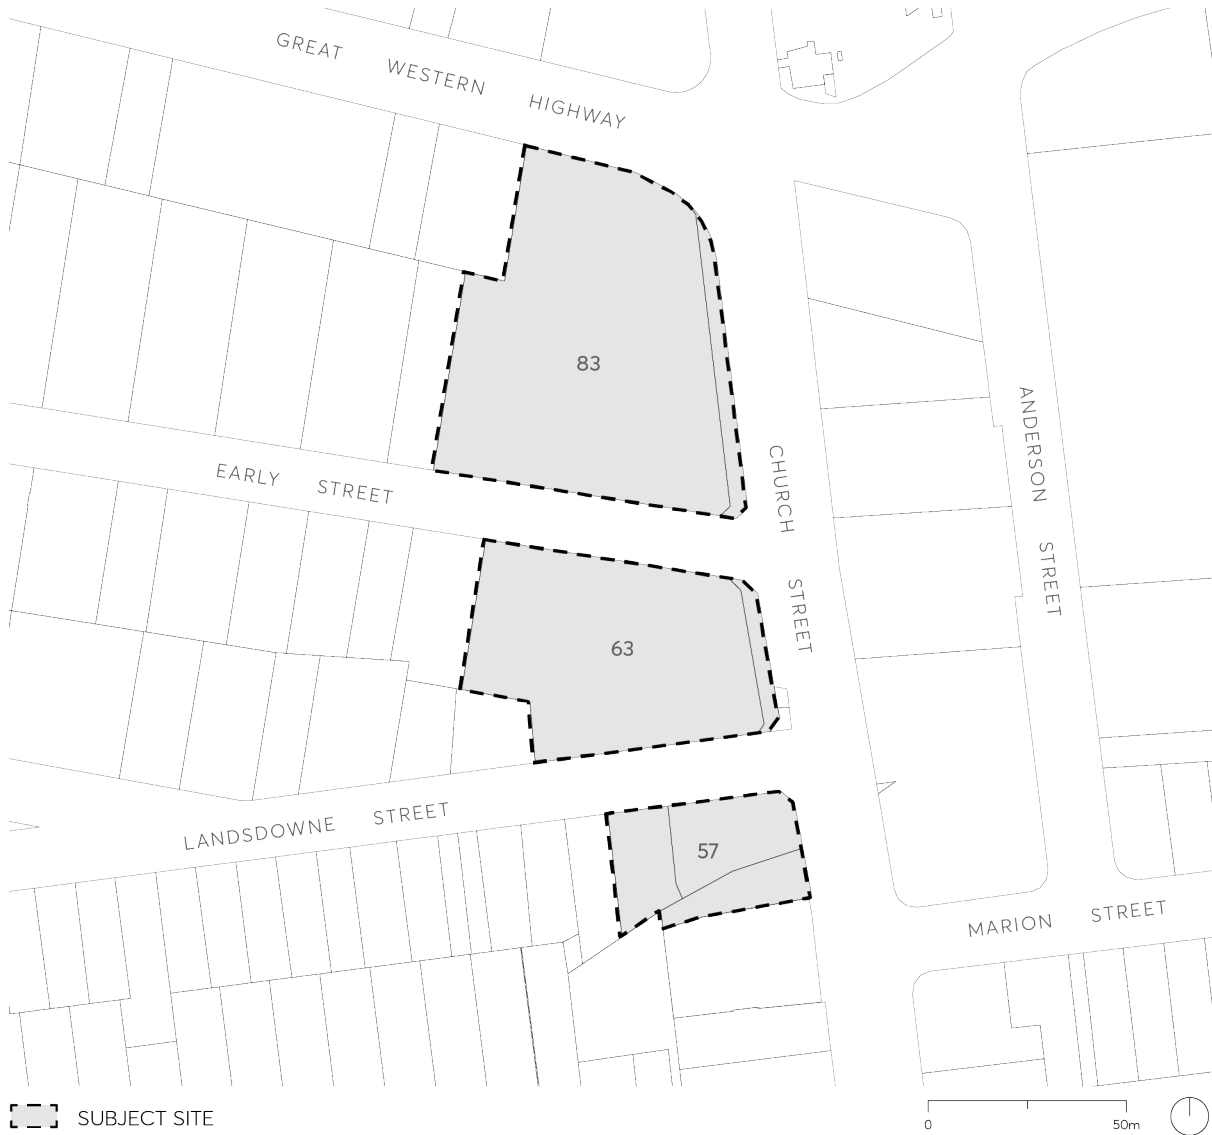 GREAT WESTERN HIGHWAY
83
CHURCH STREET
ANDERSON STREET
EARLY STREET
63
LANDSDOWNE STREET
57
MARION STREET
SUBJECT SITE
0 50m